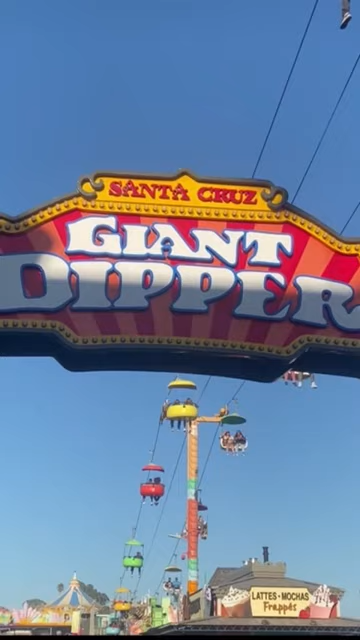 SANTA CRUZ
GIANT
DIPPER
LATTES • MOCHAS
Frappés